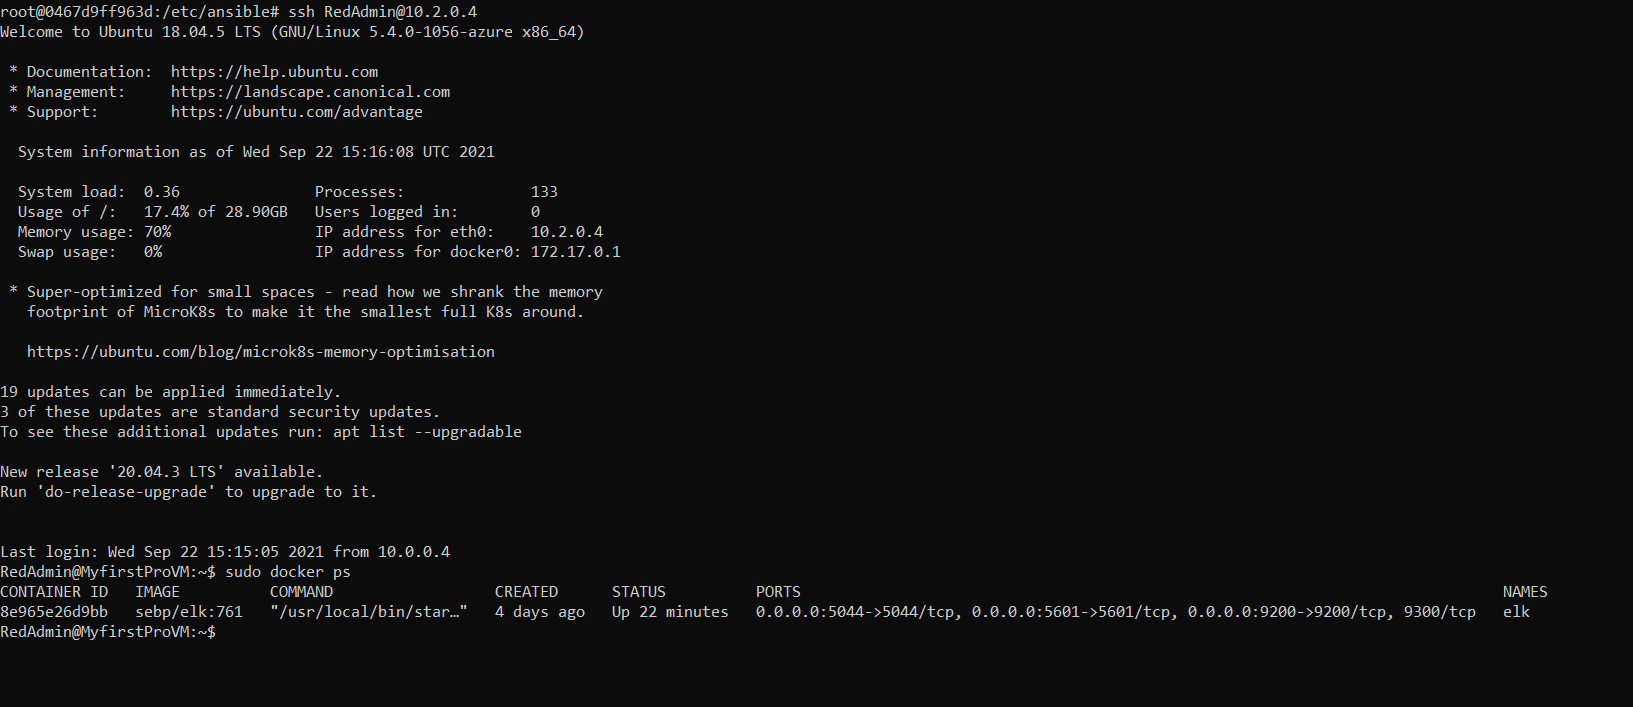 root@0467d9ff963d:/etc/ansible# ssh RedAdmin@10.2.0.4
Welcome to Ubuntu 18.04.5 LTS (GNU/Linux 5.4.0-1056-azure x86_64)

 * Documentation:  https://help.ubuntu.com
 * Management:     https://landscape.canonical.com
 * Support:        https://ubuntu.com/advantage

  System information as of Wed Sep 22 15:16:08 UTC 2021

  System load:  0.36               Processes:              133
  Usage of /:   17.4% of 28.90GB   Users logged in:        0
  Memory usage: 70%                IP address for eth0:    10.2.0.4
  Swap usage:   0%                 IP address for docker0: 172.17.0.1

 * Super-optimized for small spaces - read how we shrank the memory
   footprint of MicroK8s to make it the smallest full K8s around.

   https://ubuntu.com/blog/microk8s-memory-optimisation

19 updates can be applied immediately.
3 of these updates are standard security updates.
To see these additional updates run: apt list --upgradable

New release '20.04.3 LTS' available.
Run 'do-release-upgrade' to upgrade to it.


Last login: Wed Sep 22 15:15:05 2021 from 10.0.0.4
RedAdmin@MyfirstProVM:~$ sudo docker ps
CONTAINER ID   IMAGE          COMMAND                  CREATED      STATUS          PORTS                                                                              NAMES
8e965e26d9bb   sebp/elk:761   "/usr/local/bin/star…"   4 days ago   Up 22 minutes   0.0.0.0:5044->5044/tcp, 0.0.0.0:5601->5601/tcp, 0.0.0.0:9200->9200/tcp, 9300/tcp   elk
RedAdmin@MyfirstProVM:~$